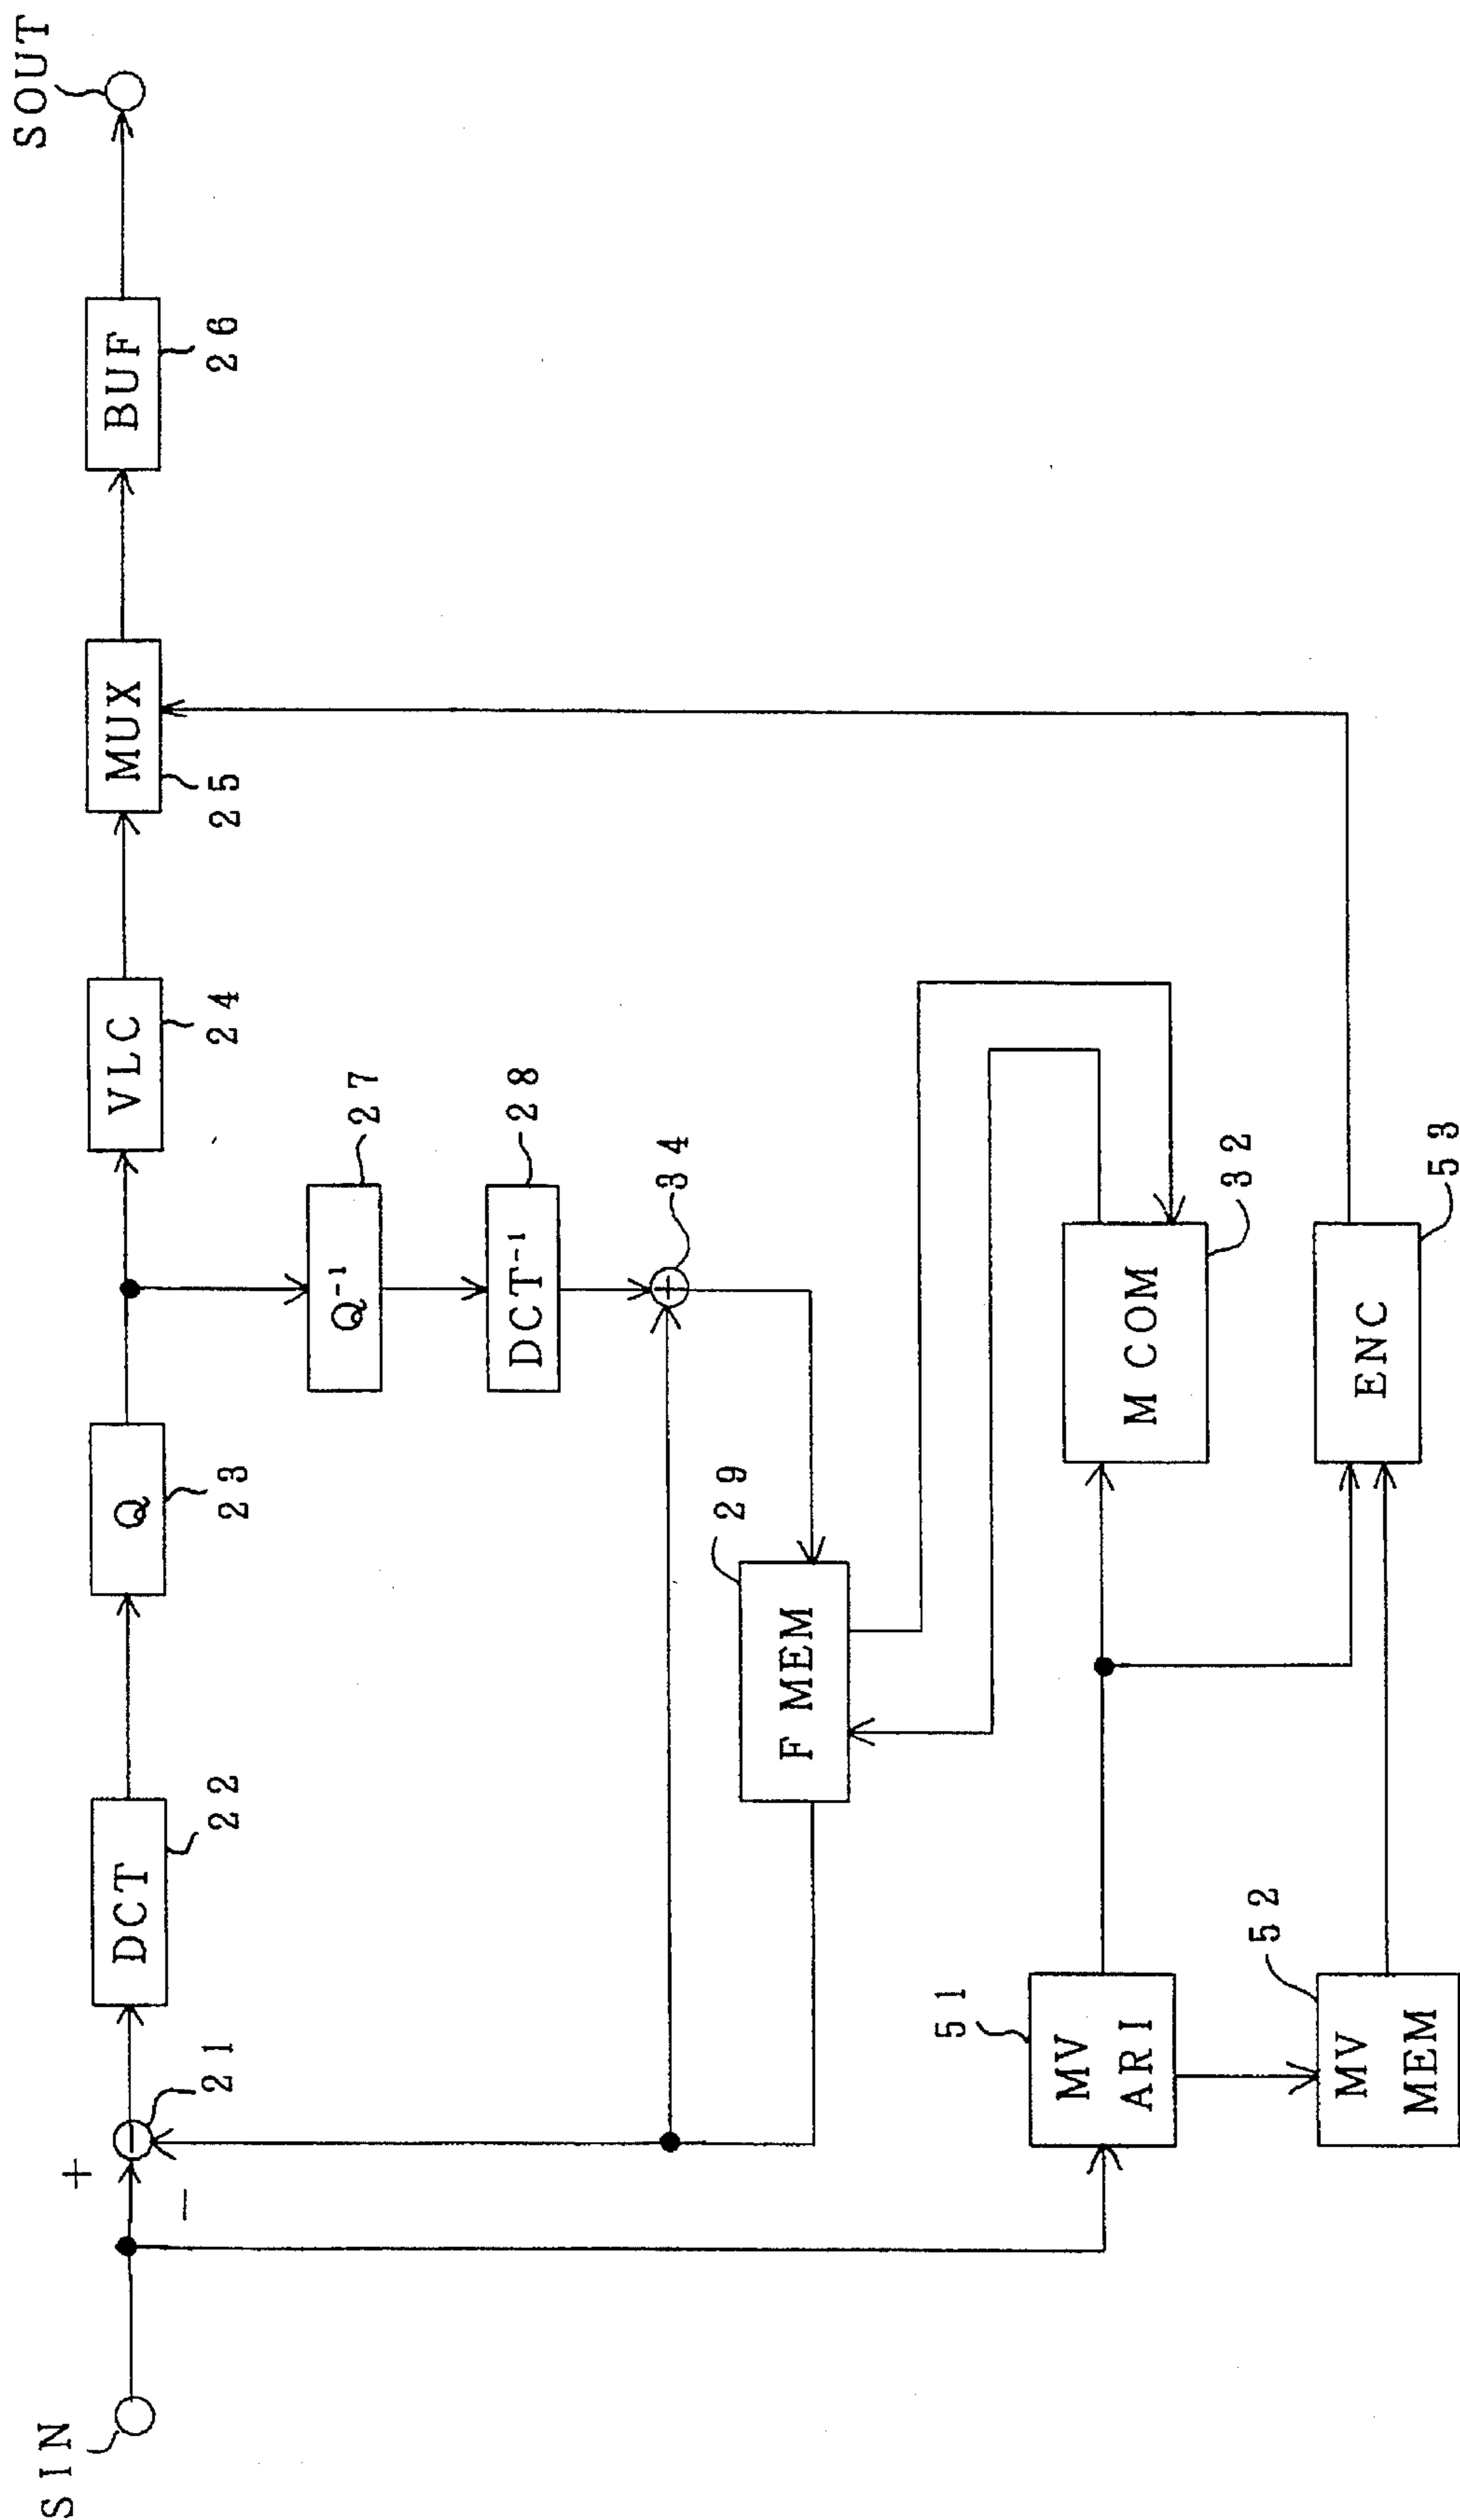 SIN
+
−
21
DCT
22
Q
23
VLC
24
MUX
25
BUF
26
SOUT
Q⁻¹
27
DCT⁻¹
28
+
34
F MEM
29
M COM
32
MV
ARI
51
MV
MEM
52
ENC
53